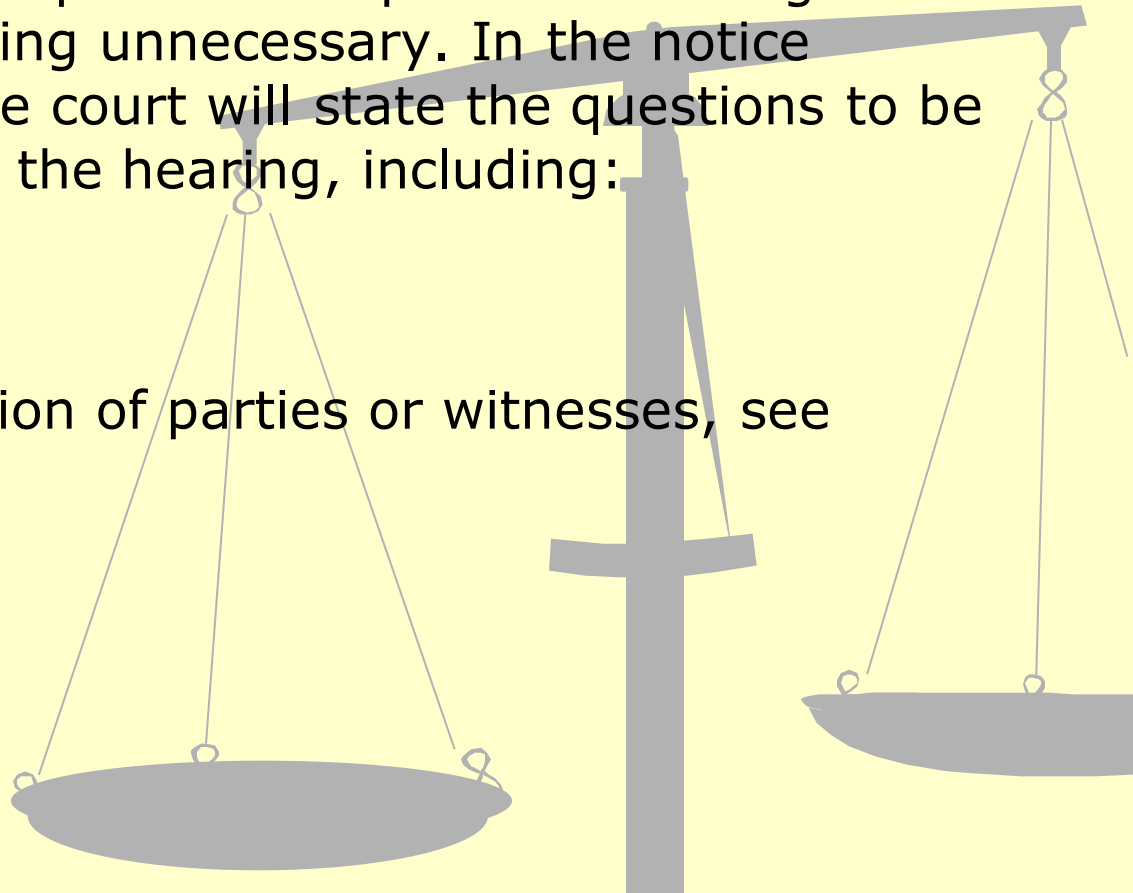 ing unnecessary. In the notice
e court will state the questions to be
the hearing, including:
ion of parties or witnesses, see